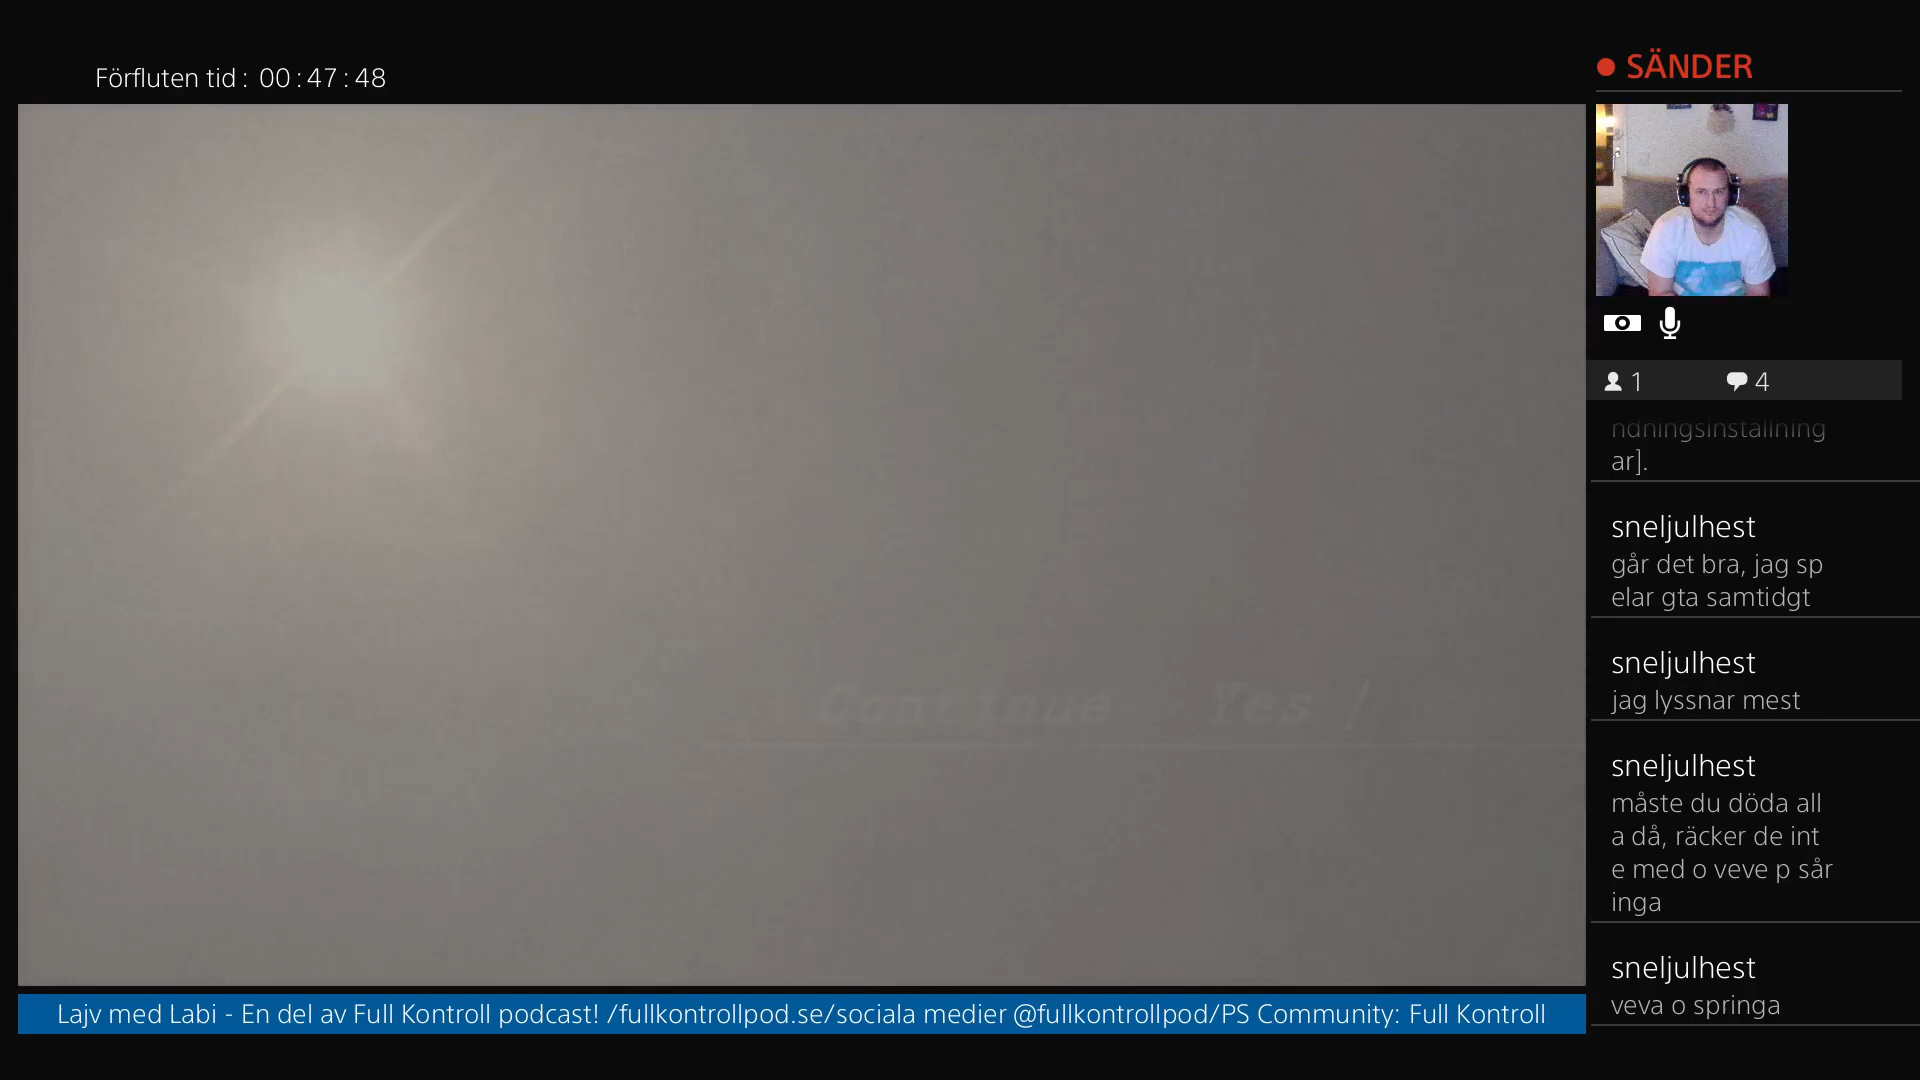 Förfluten tid : 00 : 47 : 48
SÄNDER
1
4
ndningsinställning
ar].
sneljulhest
går det bra, jag sp
elar gta samtidgt
sneljulhest
jag lyssnar mest
sneljulhest
måste du döda all
a då, räcker de int
e med o veve p sår
inga
sneljulhest
veva o springa
Continue Yes /
Lajv med Labi - En del av Full Kontroll podcast! /fullkontrollpod.se/sociala medier @fullkontrollpod/PS Community: Full Kontroll